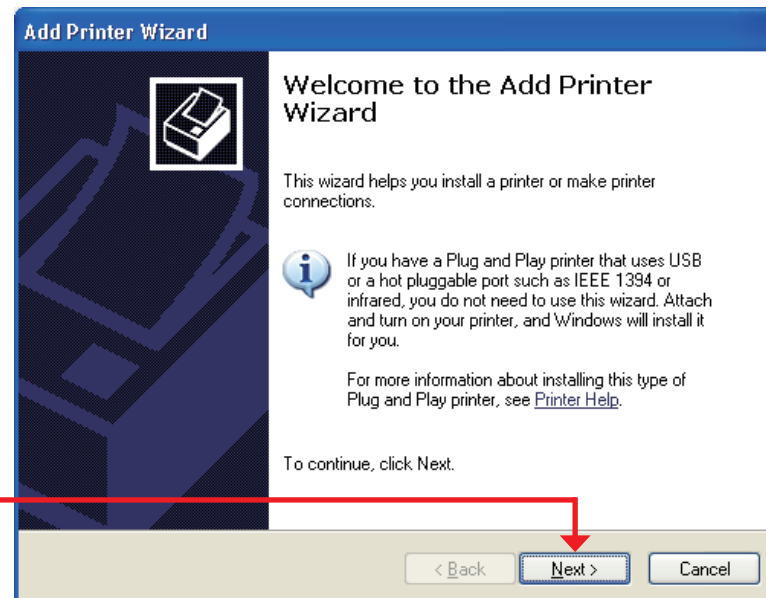 Add Printer Wizard
Welcome to the Add Printer
Wizard
This wizard helps you install a printer or make printer
connections.
If you have a Plug and Play printer that uses USB
or a hot pluggable port such as IEEE 1394 or
infrared, you do not need to use this wizard. Attach
and turn on your printer, and Windows will install it
for you.
For more information about installing this type of
Plug and Play printer, see Printer Help.
To continue, click Next.
< Back Next > Cancel